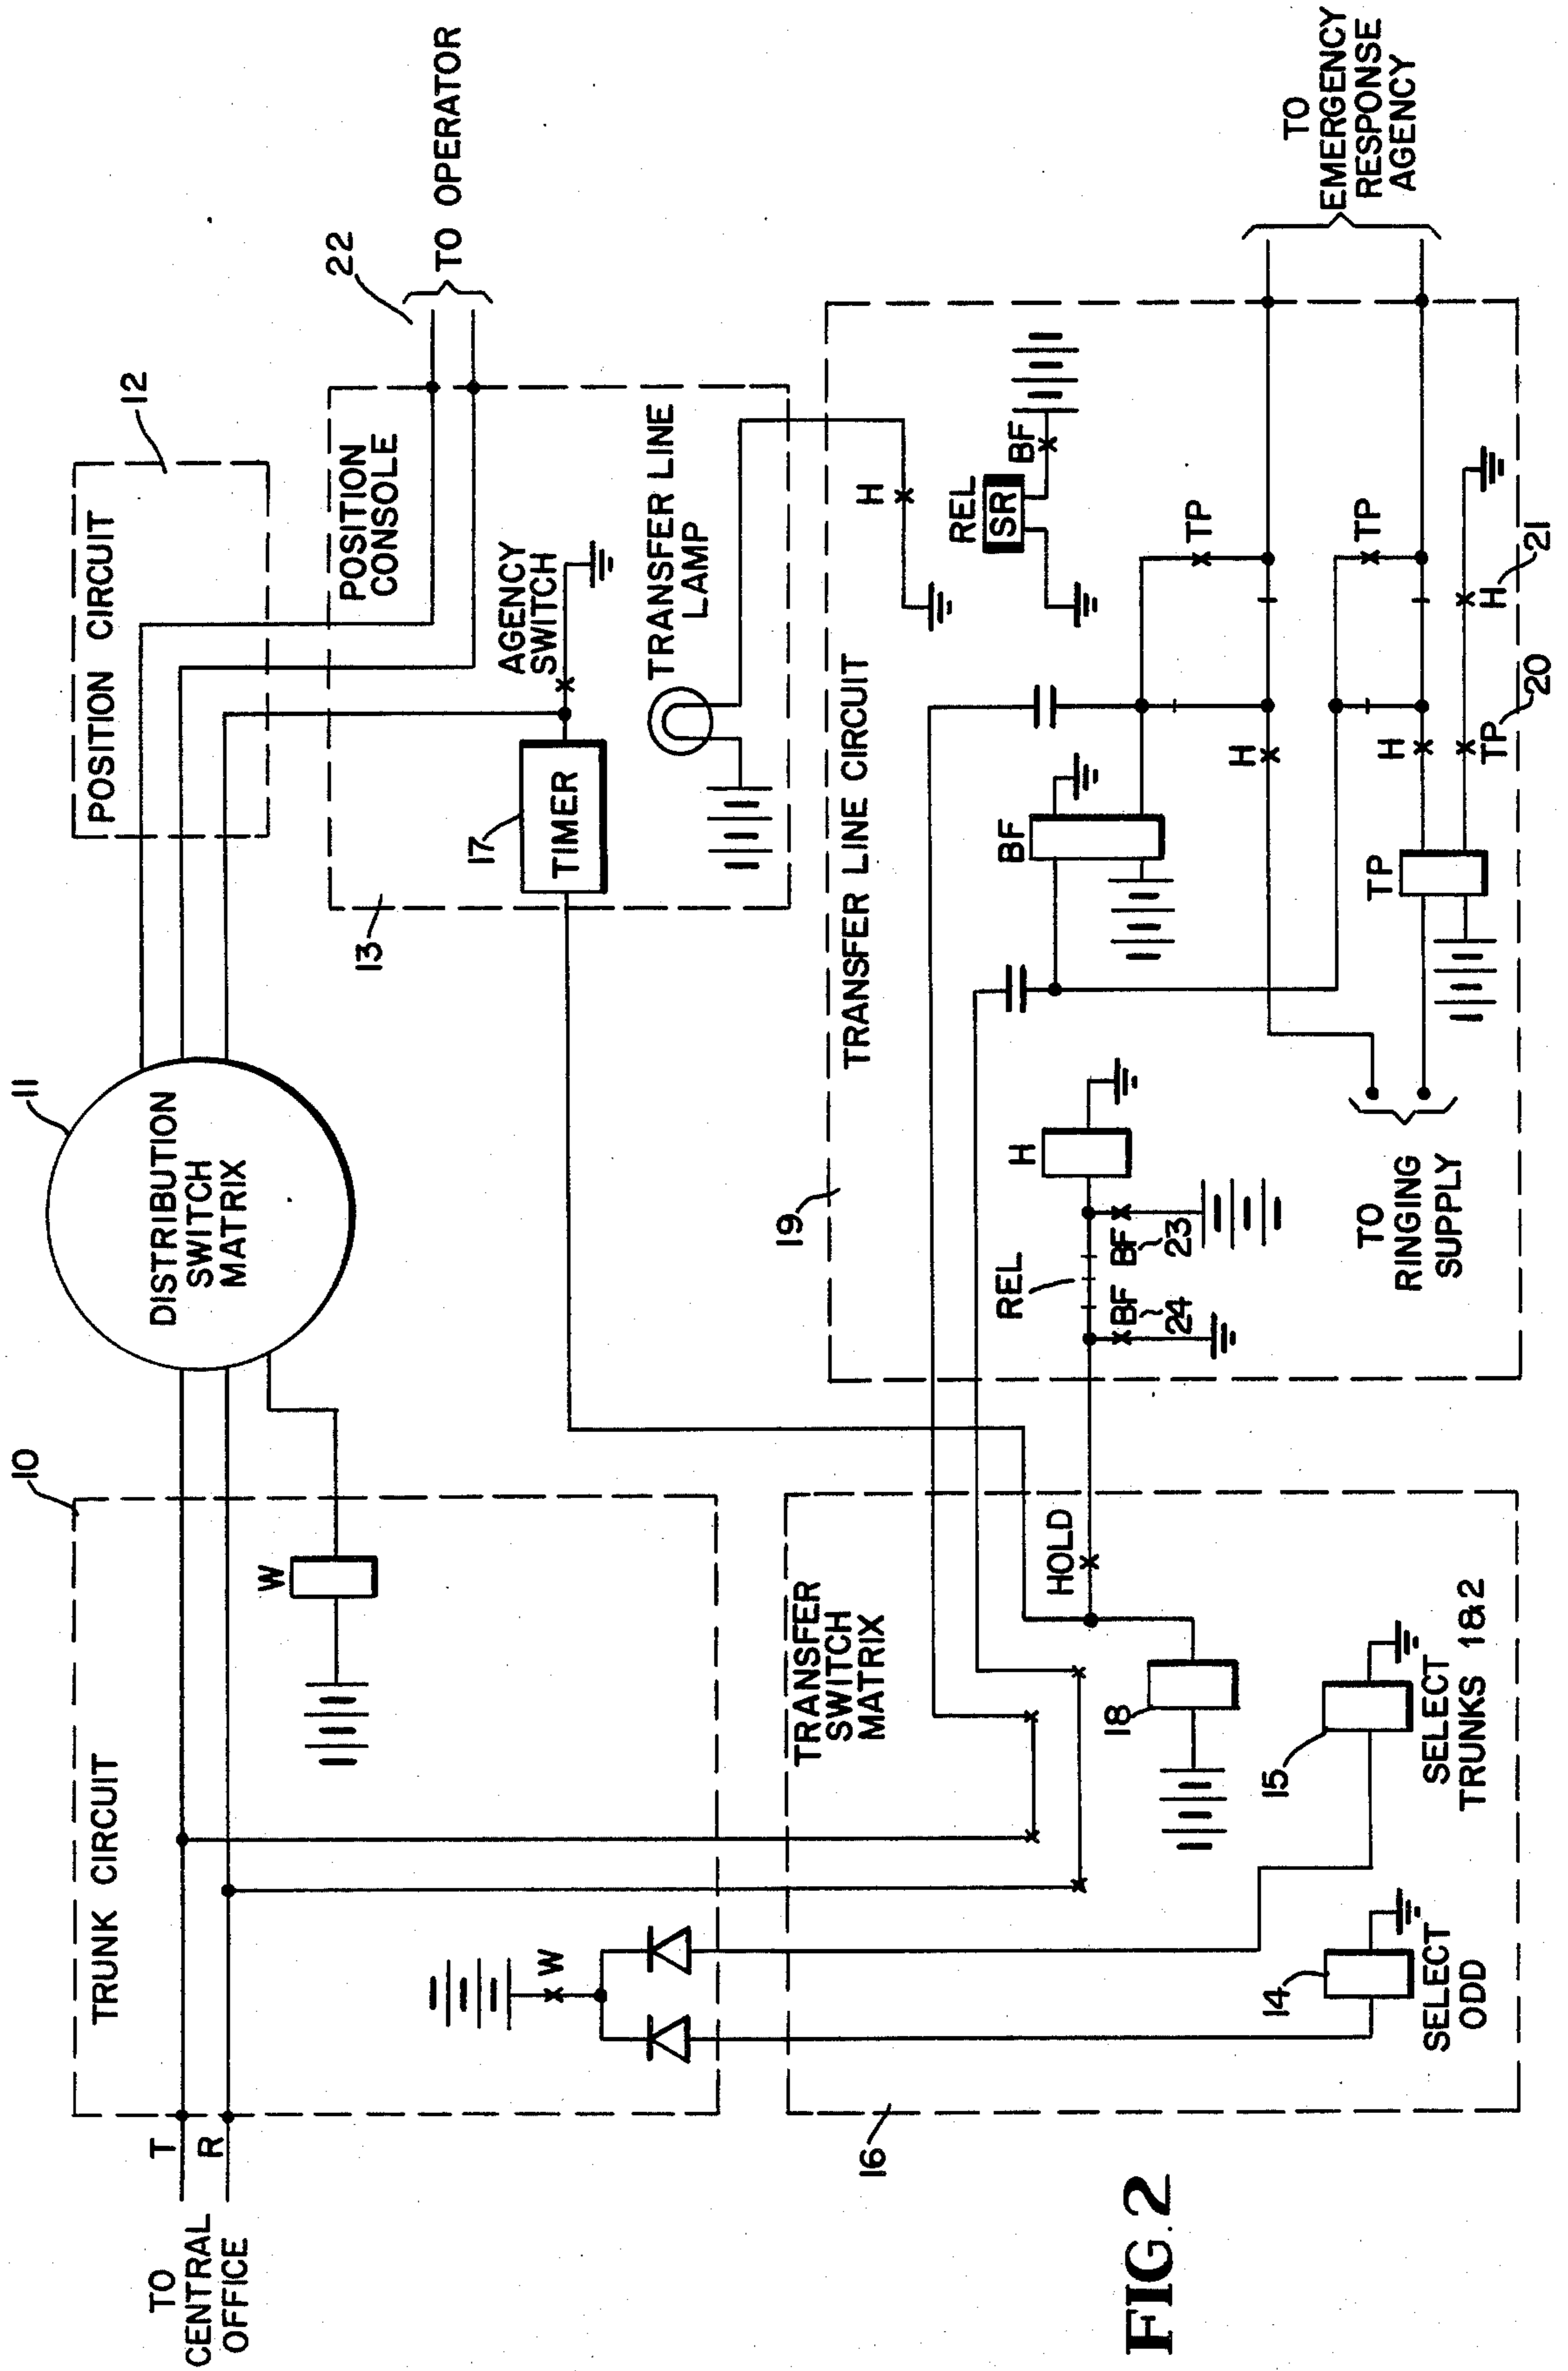 TO
CENTRAL
OFFICE
T
R
10
TRUNK CIRCUIT
W
W
11
DISTRIBUTION
SWITCH
MATRIX
12
POSITION CIRCUIT
22
TO OPERATOR
13
POSITION
CONSOLE
17
TIMER
AGENCY
SWITCH
TRANSFER LINE
LAMP
16
TRANSFER
SWITCH
MATRIX
HOLD
18
14
SELECT
ODD
15
SELECT
TRUNKS 1&2
19
TRANSFER LINE CIRCUIT
H
REL
SR
BF
H
REL
BF
24
BF
23
BF
TP
TP
H
H
TP
TP
20
H
21
TO
RINGING
SUPPLY
TO
EMERGENCY
RESPONSE
AGENCY
FIG. 2